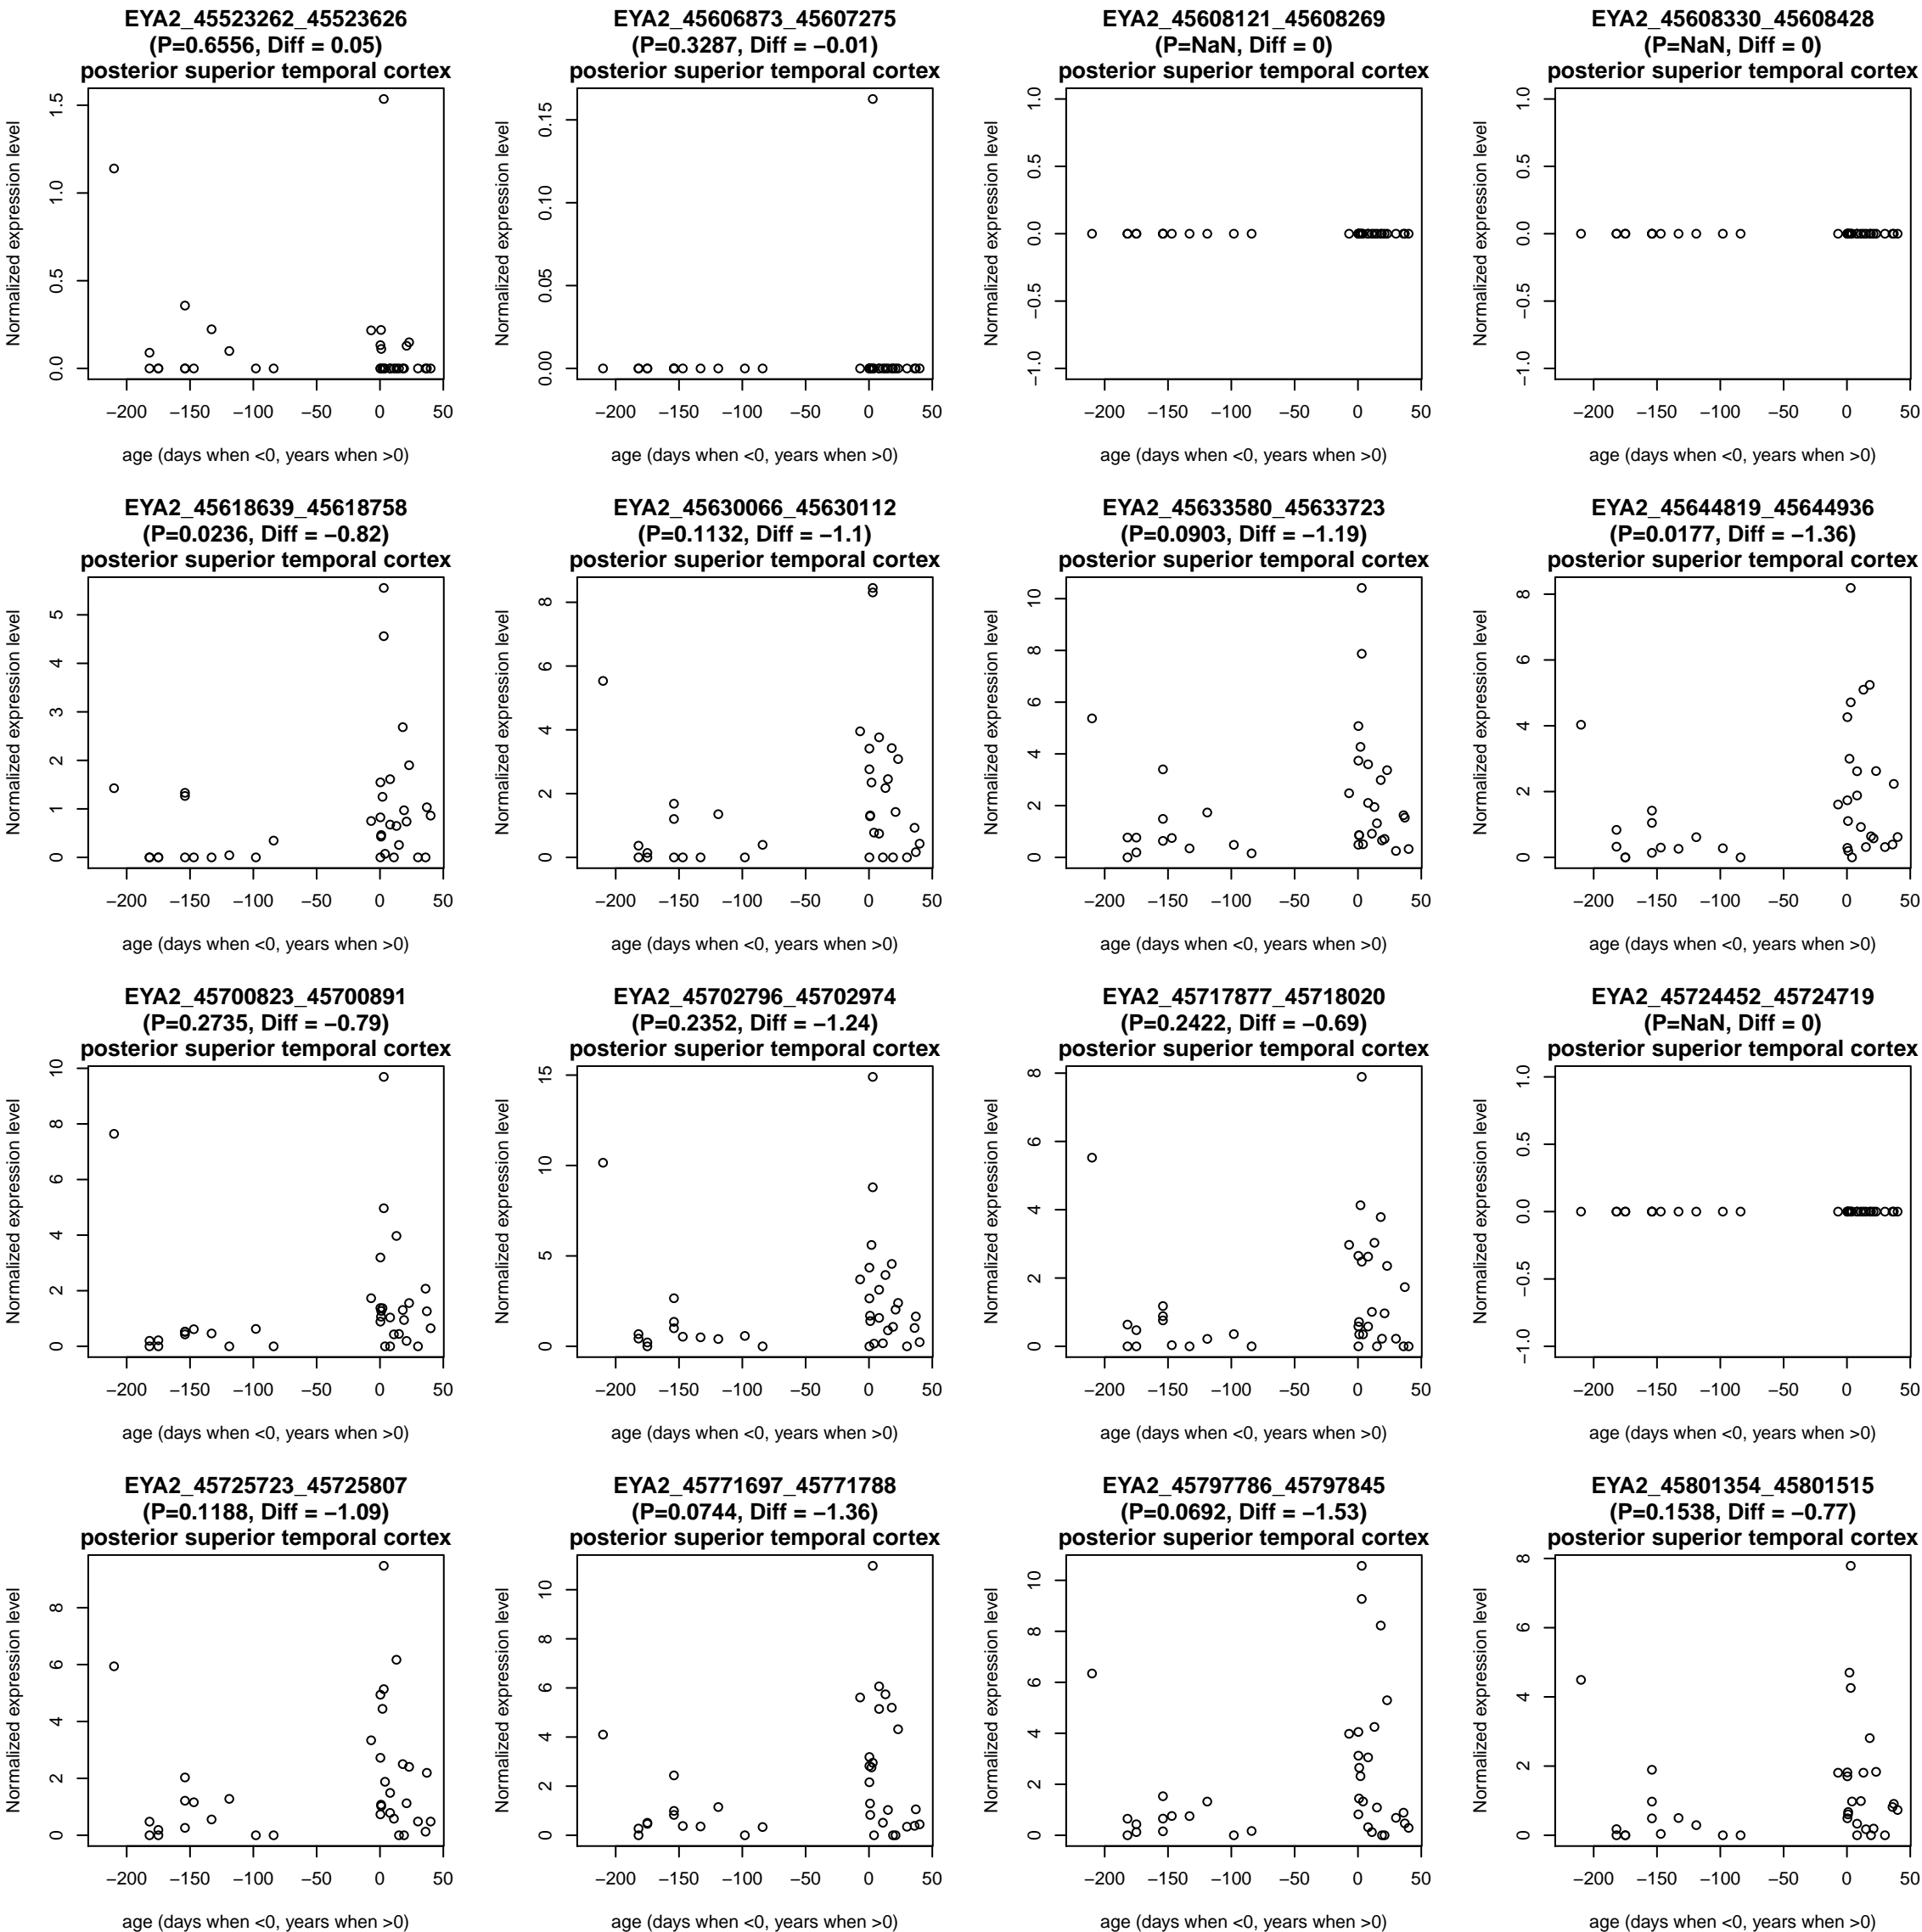 EYA2_45523262_45523626
(P=0.6556, Diff = 0.05)
posterior superior temporal cortex
Normalized expression level
0.0 0.5 1.0 1.5
−200 −150 −100 −50 0 50
age (days when <0, years when >0)
EYA2_45606873_45607275
(P=0.3287, Diff = −0.01)
posterior superior temporal cortex
Normalized expression level
0.00 0.05 0.10 0.15
−200 −150 −100 −50 0 50
age (days when <0, years when >0)
EYA2_45608121_45608269
(P=NaN, Diff = 0)
posterior superior temporal cortex
Normalized expression level
−1.0 −0.5 0.0 0.5 1.0
−200 −150 −100 −50 0 50
age (days when <0, years when >0)
EYA2_45608330_45608428
(P=NaN, Diff = 0)
posterior superior temporal cortex
Normalized expression level
−1.0 −0.5 0.0 0.5 1.0
−200 −150 −100 −50 0 50
age (days when <0, years when >0)
EYA2_45618639_45618758
(P=0.0236, Diff = −0.82)
posterior superior temporal cortex
Normalized expression level
0 1 2 3 4 5
−200 −150 −100 −50 0 50
age (days when <0, years when >0)
EYA2_45630066_45630112
(P=0.1132, Diff = −1.1)
posterior superior temporal cortex
Normalized expression level
0 2 4 6 8
−200 −150 −100 −50 0 50
age (days when <0, years when >0)
EYA2_45633580_45633723
(P=0.0903, Diff = −1.19)
posterior superior temporal cortex
Normalized expression level
0 2 4 6 8 10
−200 −150 −100 −50 0 50
age (days when <0, years when >0)
EYA2_45644819_45644936
(P=0.0177, Diff = −1.36)
posterior superior temporal cortex
Normalized expression level
0 2 4 6 8
−200 −150 −100 −50 0 50
age (days when <0, years when >0)
EYA2_45700823_45700891
(P=0.2735, Diff = −0.79)
posterior superior temporal cortex
Normalized expression level
0 2 4 6 8 10
−200 −150 −100 −50 0 50
age (days when <0, years when >0)
EYA2_45702796_45702974
(P=0.2352, Diff = −1.24)
posterior superior temporal cortex
Normalized expression level
0 5 10 15
−200 −150 −100 −50 0 50
age (days when <0, years when >0)
EYA2_45717877_45718020
(P=0.2422, Diff = −0.69)
posterior superior temporal cortex
Normalized expression level
0 2 4 6 8
−200 −150 −100 −50 0 50
age (days when <0, years when >0)
EYA2_45724452_45724719
(P=NaN, Diff = 0)
posterior superior temporal cortex
Normalized expression level
−1.0 −0.5 0.0 0.5 1.0
−200 −150 −100 −50 0 50
age (days when <0, years when >0)
EYA2_45725723_45725807
(P=0.1188, Diff = −1.09)
posterior superior temporal cortex
Normalized expression level
0 2 4 6 8
−200 −150 −100 −50 0 50
age (days when <0, years when >0)
EYA2_45771697_45771788
(P=0.0744, Diff = −1.36)
posterior superior temporal cortex
Normalized expression level
0 2 4 6 8 10
−200 −150 −100 −50 0 50
age (days when <0, years when >0)
EYA2_45797786_45797845
(P=0.0692, Diff = −1.53)
posterior superior temporal cortex
Normalized expression level
0 2 4 6 8 10
−200 −150 −100 −50 0 50
age (days when <0, years when >0)
EYA2_45801354_45801515
(P=0.1538, Diff = −0.77)
posterior superior temporal cortex
Normalized expression level
0 2 4 6 8
−200 −150 −100 −50 0 50
age (days when <0, years when >0)